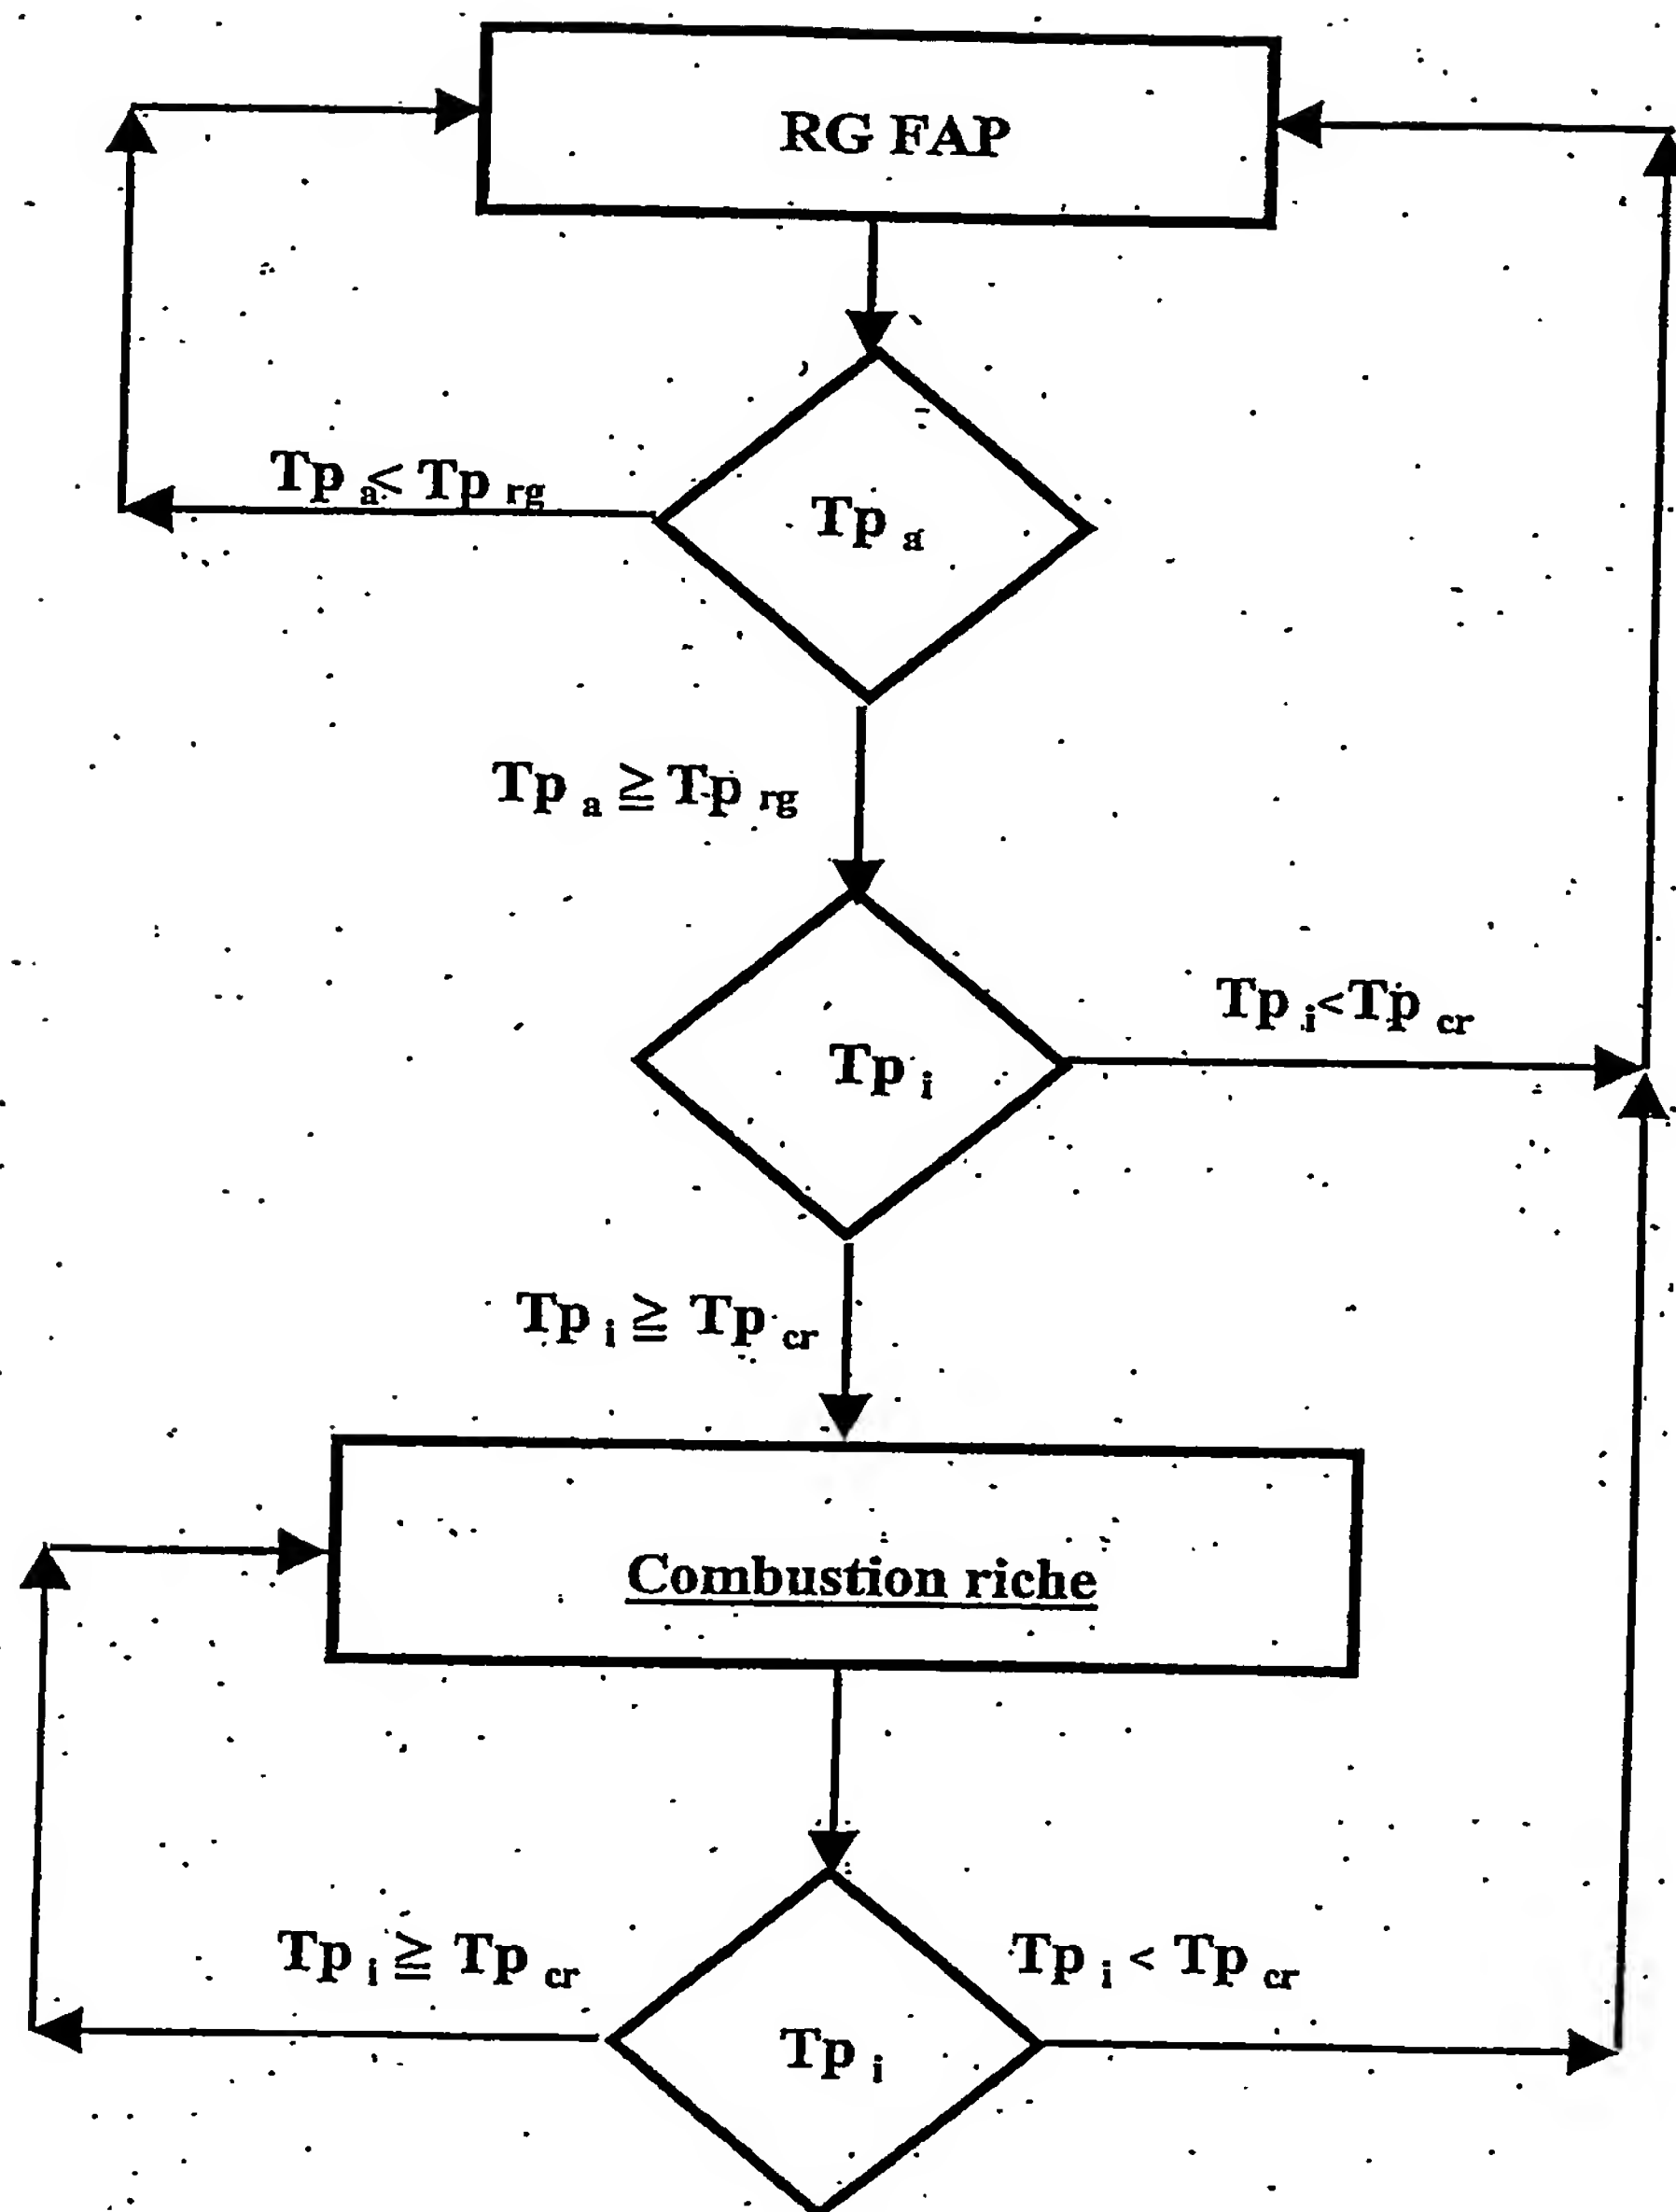 RG FAP
Tp a < Tp rg
Tp a
Tp a ≧ Tp rg
Tp i < Tp cr
Tp i
Tp i ≧ Tp cr
Combustion riche
Tp i ≧ Tp cr
Tp i < Tp cr
Tp i